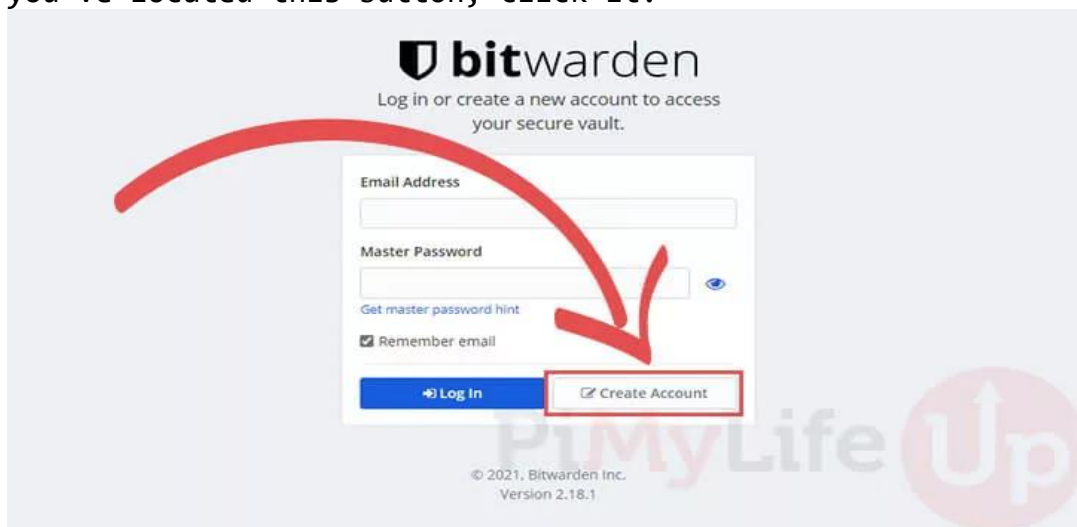 you've located this button, click it.
bitwarden
Log in or create a new account to access
your secure vault.
Email Address
Master Password
Get master password hint
Remember email
Log In
Create Account
PiMyLifeUp
© 2021, Bitwarden Inc.
Version 2.18.1